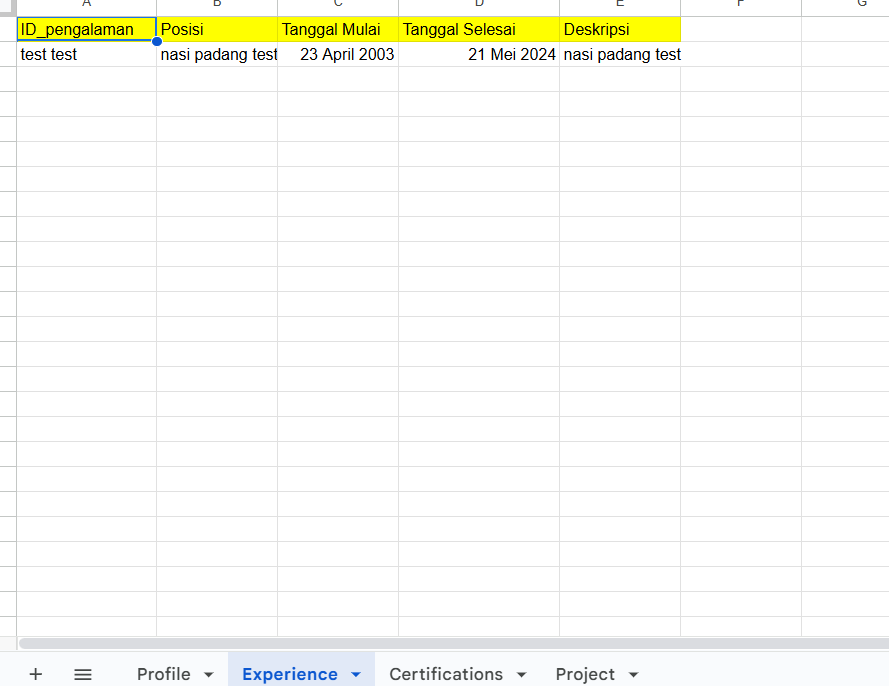 A B C D E F G
ID_pengalaman Posisi Tanggal Mulai Tanggal Selesai Deskripsi
test test nasi padang test 23 April 2003 21 Mei 2024 nasi padang test
+ Profile Experience Certifications Project